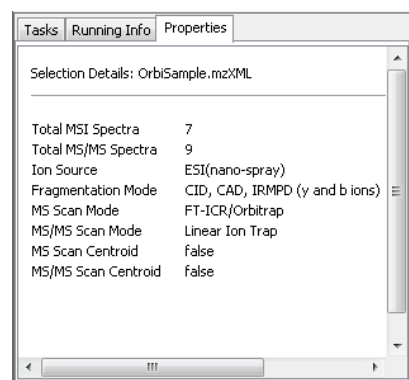 Tasks Running Info Properties
Selection Details: OrbiSample.mzXML
Total MSI Spectra 7
Total MS/MS Spectra 9
Ion Source ESI(nano-spray)
Fragmentation Mode CID, CAD, IRMPD (y and b ions)
MS Scan Mode FT-ICR/Orbitrap
MS/MS Scan Mode Linear Ion Trap
MS Scan Centroid false
MS/MS Scan Centroid false